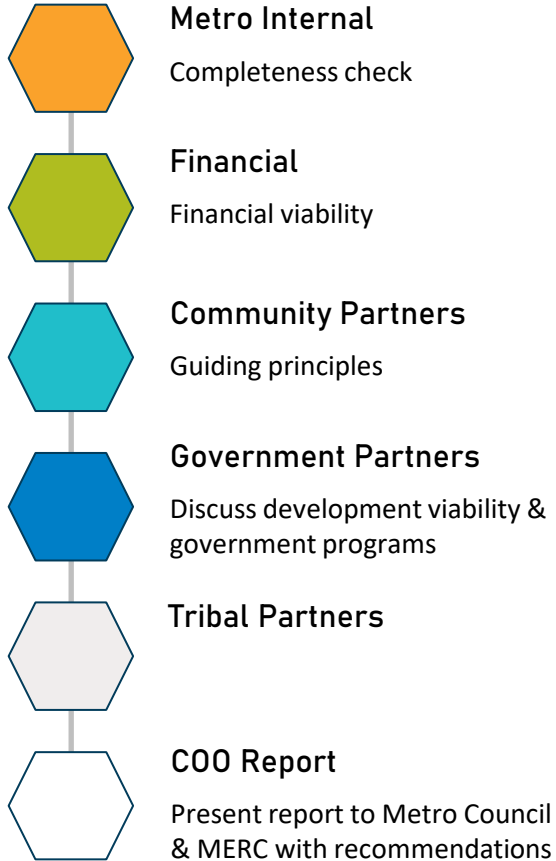 Metro Internal
Completeness check
Financial
Financial viability
Community Partners
Guiding principles
Government Partners
Discuss development viability &
government programs
Tribal Partners
COO Report
Present report to Metro Council
& MERC with recommendations